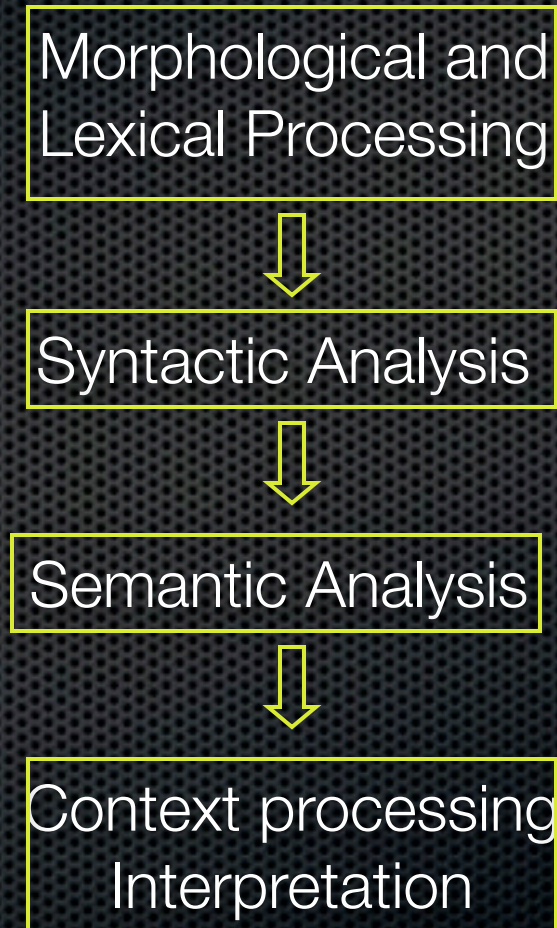 Morphological and
Lexical Processing
Syntactic Analysis
Semantic Analysis
Context processing
Interpretation